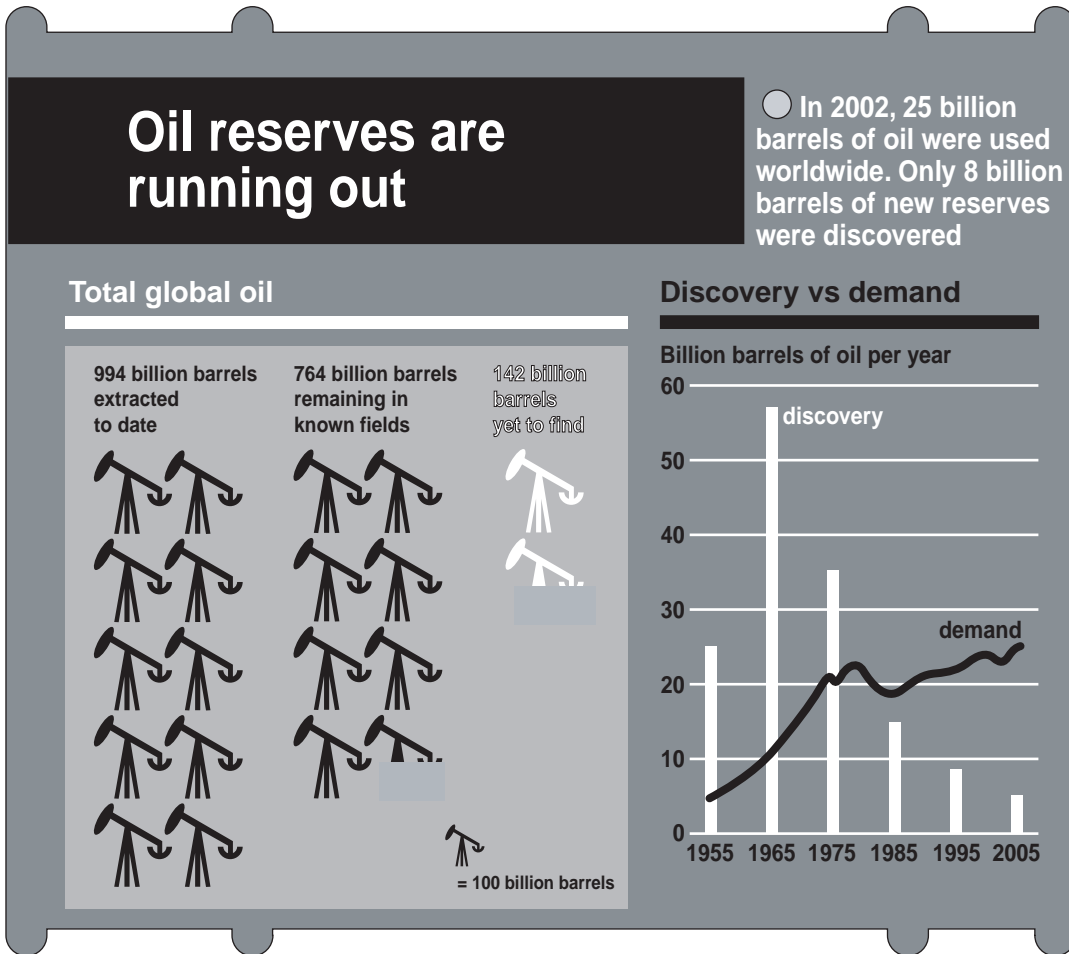 Oil reserves are
running out
In 2002, 25 billion
barrels of oil were used
worldwide. Only 8 billion
barrels of new reserves
were discovered
Total global oil
994 billion barrels
extracted
to date
764 billion barrels
remaining in
known fields
142 billion
barrels
yet to find
= 100 billion barrels
Discovery vs demand
Billion barrels of oil per year
60
discovery
50
40
30
demand
20
10
0
1955 1965 1975 1985 1995 2005